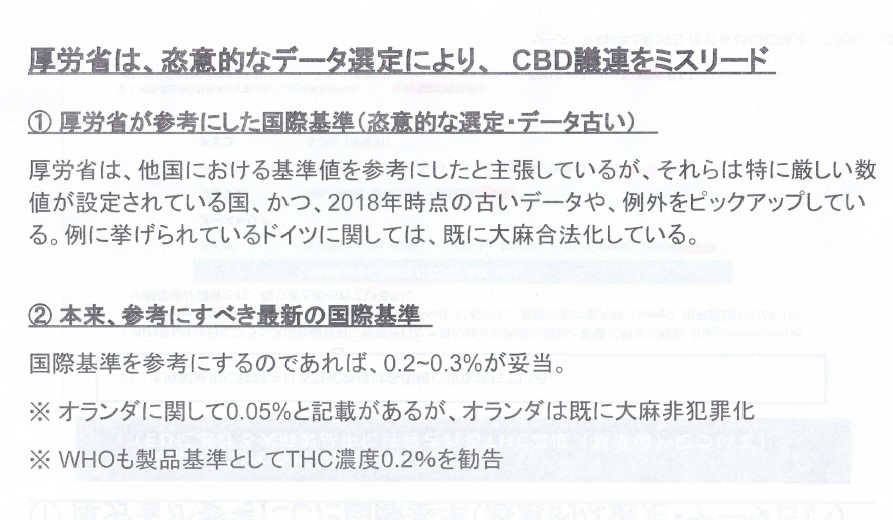 厚労省は、恣意的なデータ選定により、 CBD議連をミスリード
① 厚労省が参考にした国際基準(恣意的な選定・データ古い)
厚労省は、他国における基準値を参考にしたと主張しているが、それらは特に厳しい数
値が設定されている国、かつ、2018年時点の古いデータや、例外をピックアップしてい
る。例に挙げられているドイツに関しては、既に大麻合法化している。
② 本来、参考にすべき最新の国際基準
国際基準を参考にするのであれば、0.2~0.3%が妥当。
※ オランダに関して0.05%と記載があるが、オランダは既に大麻非犯罪化
※ WHOも製品基準としてTHC濃度0.2%を勧告